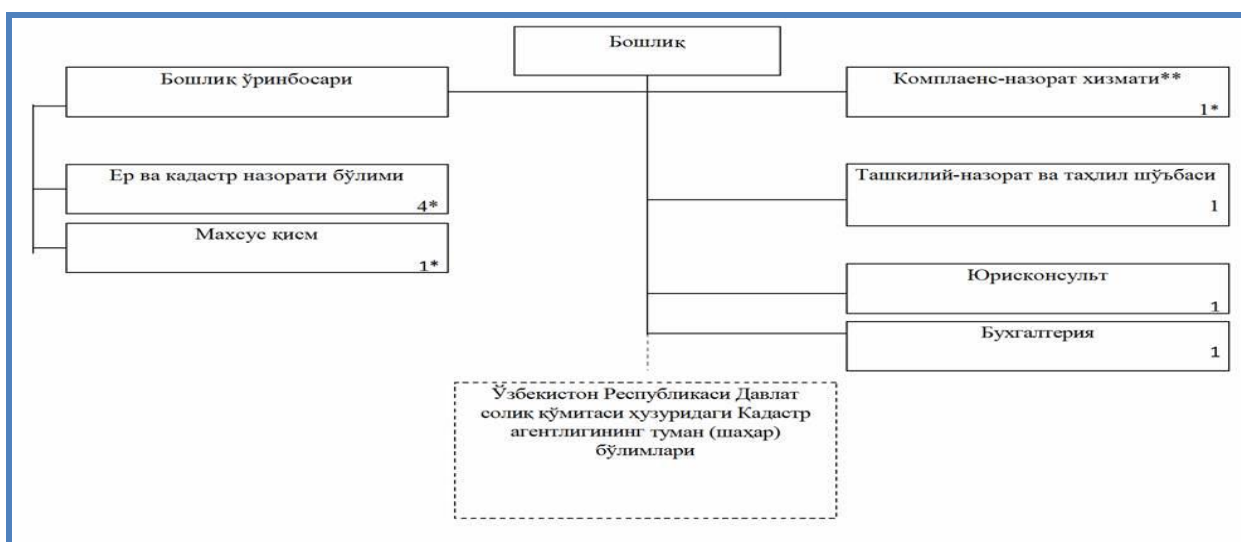 Бошлиқ
Бошлиқ ўринбосари
Комплаенс-назорат хизмати**
1*
Ер ва кадастр назорати бўлими
4*
Ташкилий-назорат ва таҳлил шўъбаси
1
Махсус қисм
1*
Юрисконсульт
1
Бухгалтерия
1
Ўзбекистон Республикаси Давлат
солиқ қўмитаси ҳузуридаги Кадастр
агентлигининг туман (шаҳар)
бўлимлари